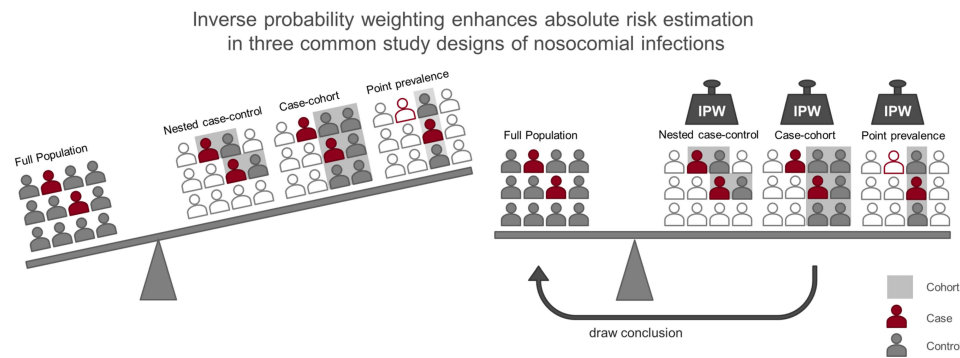 Inverse probability weighting enhances absolute risk estimation
in three common study designs of nosocomial infections
Full Population
Nested case-control
Case-cohort
Point prevalence
IPW
IPW
IPW
Full Population
Nested case-control
Case-cohort
Point prevalence
draw conclusion
Cohort
Case
Control